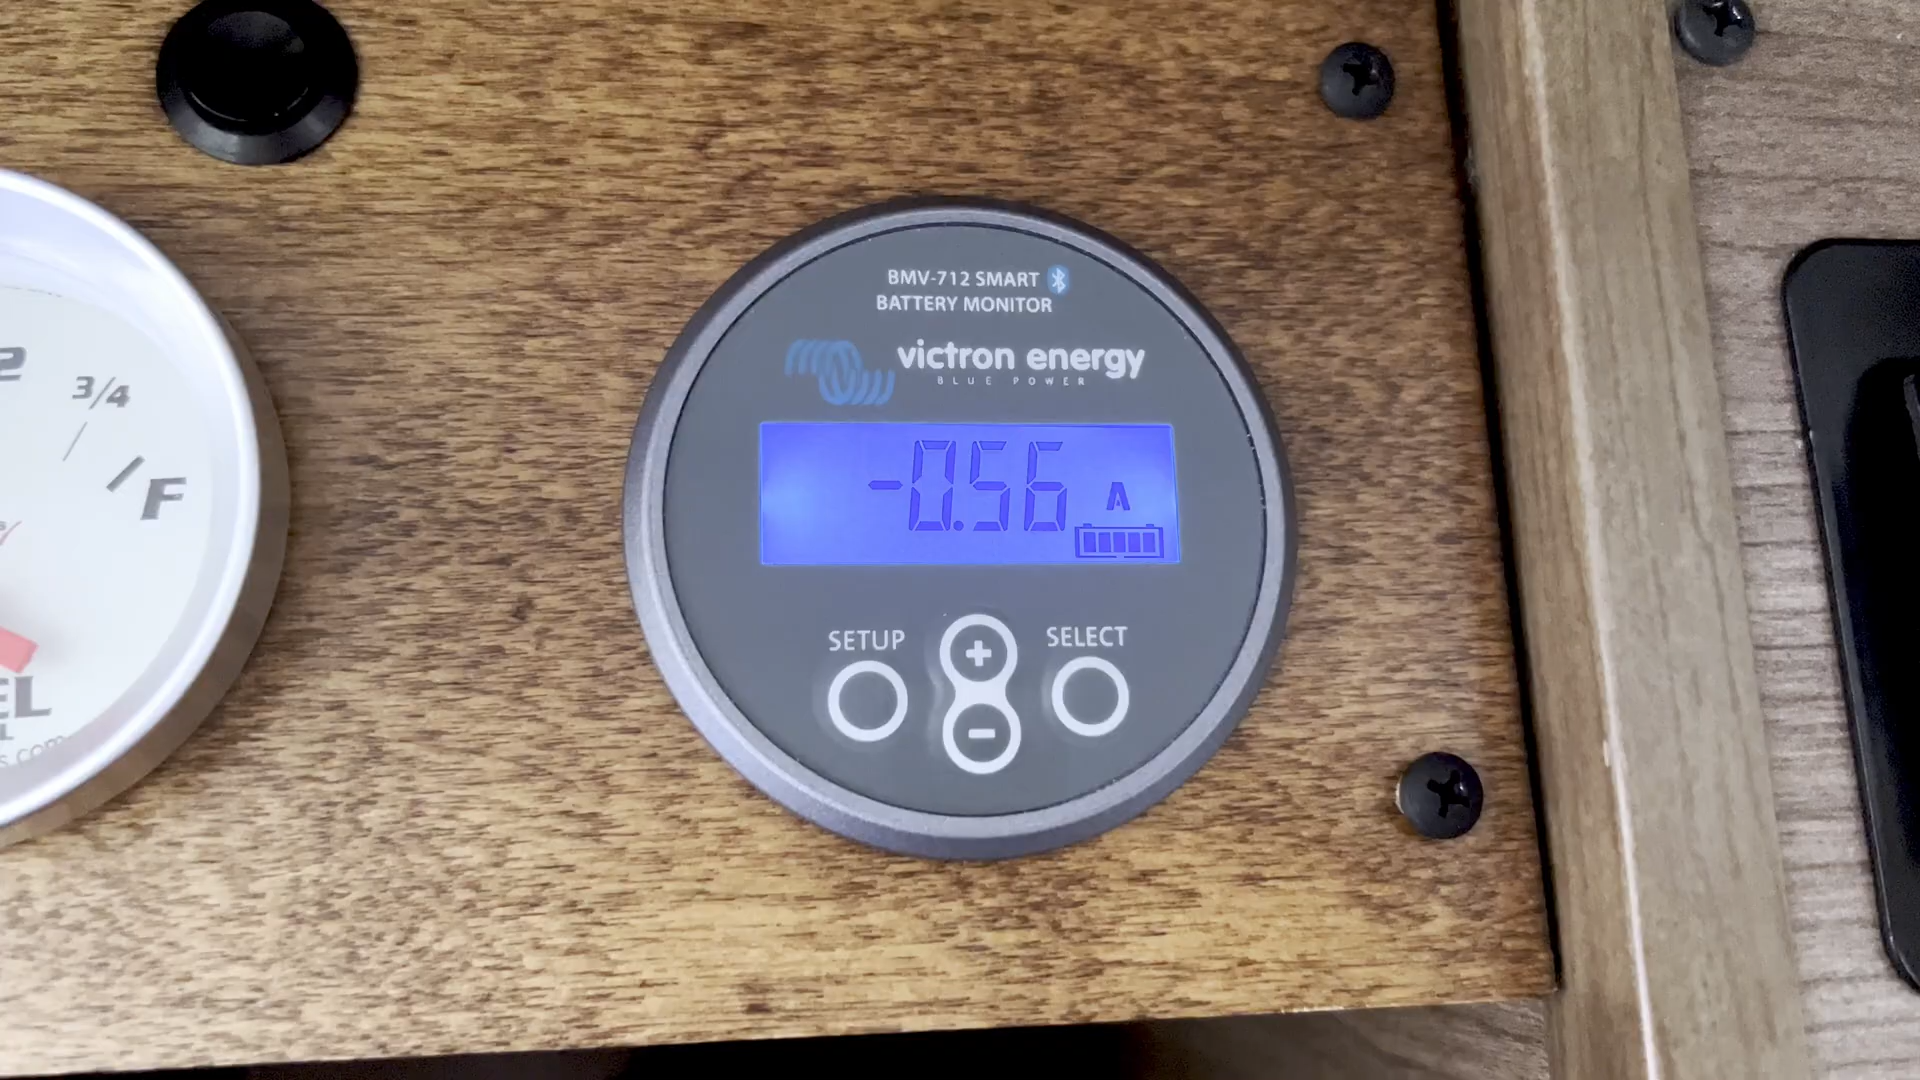 BMV-712 SMART
BATTERY MONITOR
victron energy
BLUE POWER
-0.56 A
SETUP
+
SELECT
-
3/4
F